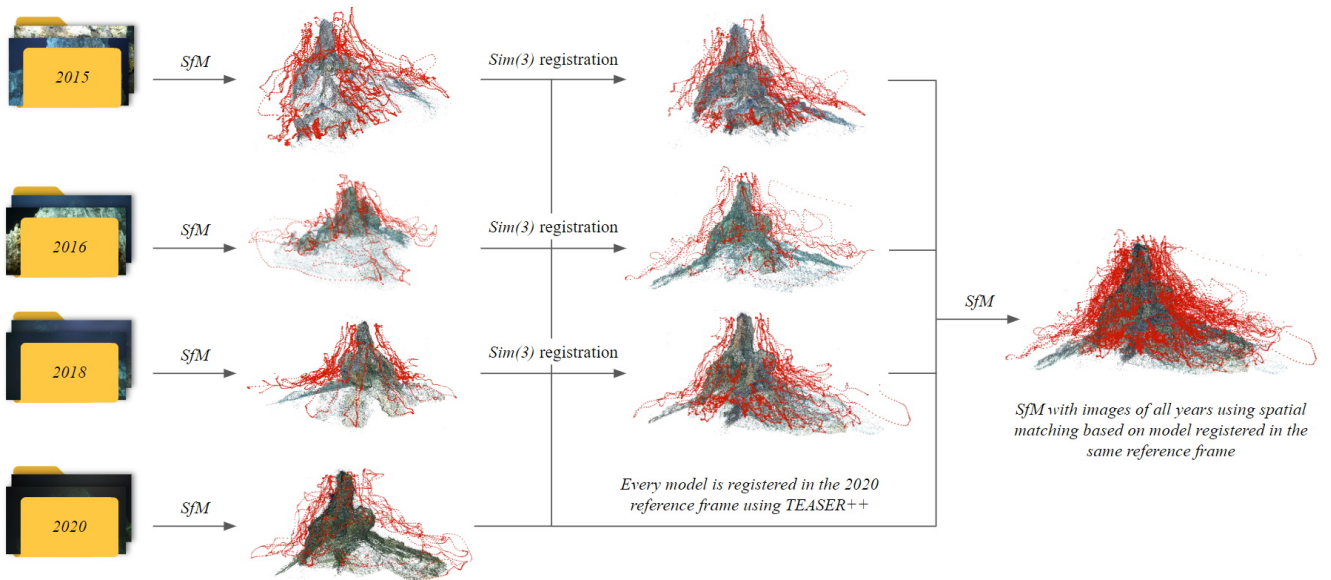 2015
SfM
Sim(3) registration
2016
SfM
Sim(3) registration
SfM
2018
SfM
Sim(3) registration
SfM with images of all years using spatial
matching based on model registered in the
same reference frame
2020
SfM
Every model is registered in the 2020
reference frame using TEASER++